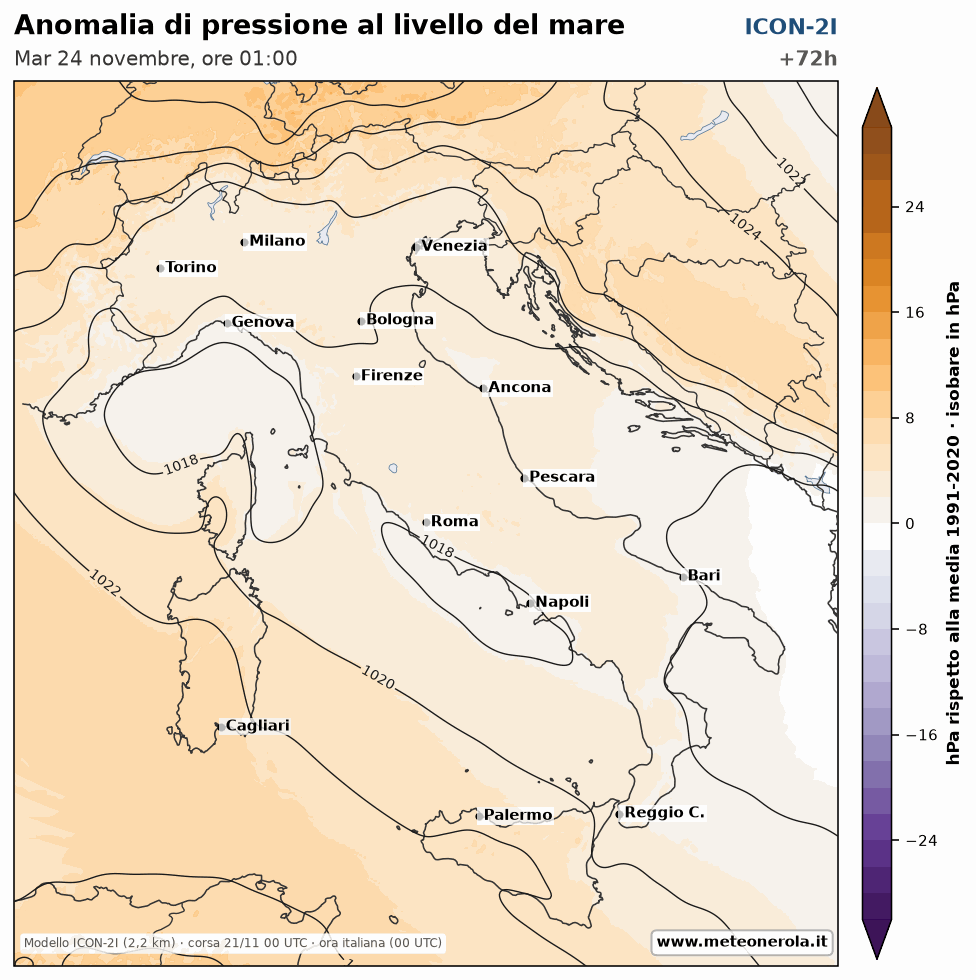 Anomalia di pressione al livello del mare
ICON-2I
Mar 24 novembre, ore 01:00
+72h
1024
Milano
Venezia
Torino
Genova
Bologna
Firenze
Ancona
1018
Pescara
Roma
1018
Bari
1022
Napoli
1020
Cagliari
Palermo
Reggio C.
24
16
8
0
−8
−16
−24
hPa rispetto alla media 1991-2020 · isobare in hPa
Modello ICON-2I (2,2 km) · corsa 21/11 00 UTC · ora italiana (00 UTC)
www.meteonerola.it